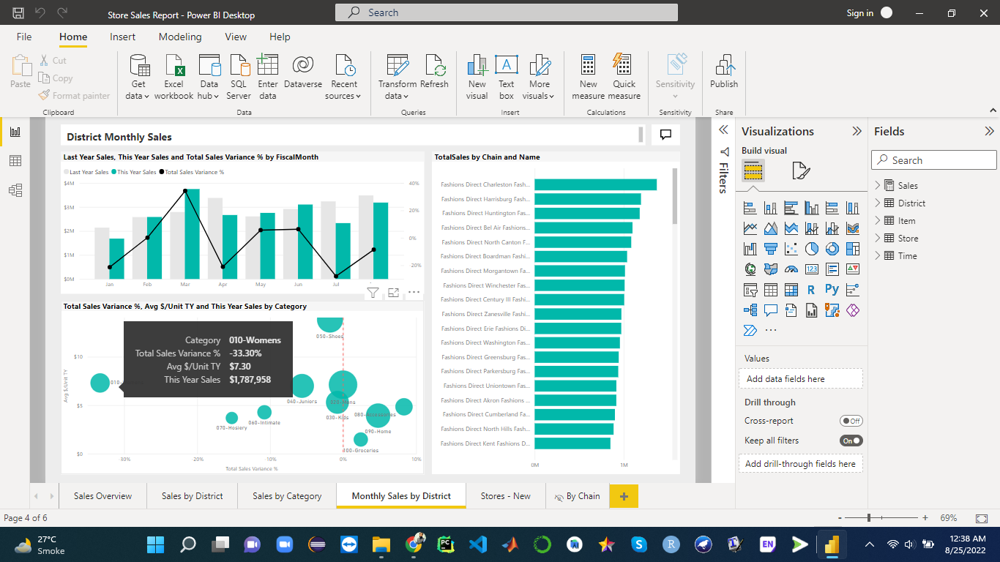 Store Sales Report - Power BI Desktop
Search
Sign in
File Home Insert Modeling View Help
Paste
Cut
Copy
Format painter
Clipboard
Get data
Excel workbook
Data hub
SQL Server
Enter data
Dataverse
Recent sources
Data
Transform data
Refresh
Queries
New visual
Text box
More visuals
Insert
New measure
Quick measure
Calculations
Sensitivity
Sensitivity
Publish
Share
District Monthly Sales
Last Year Sales, This Year Sales and Total Sales Variance % by FiscalMonth
Last Year Sales This Year Sales Total Sales Variance %
$4M 40%
$3M 20%
$2M 0%
$1M 20%
$0M
Jan Feb Mar Apr May Jun Jul
Total Sales Variance %, Avg $/Unit TY and This Year Sales by Category
Category 010-Womens
Total Sales Variance % -33.30%
Avg $/Unit TY $7.30
This Year Sales $1,787,958
050-Shoes
$10
Avg $/Unit TY
040-Juniors
020-Mens
$5
030-Kids
080-Accessories
060-Intimate
070-Hosiery
090-Home
100-Groceries
$0
-30% -20% -10% 0% 10%
Total Sales Variance %
TotalSales by Chain and Name
Fashions Direct Charleston Fash...
Fashions Direct Harrisburg Fash...
Fashions Direct Huntington Fas...
Fashions Direct Bel Air Fashions...
Fashions Direct North Canton F...
Fashions Direct Boardman Fashi...
Fashions Direct Morgantown Fa...
Fashions Direct Winchester Fas...
Fashions Direct Century III Fashi...
Fashions Direct Zanesville Fashi...
Fashions Direct Erie Fashions Di...
Fashions Direct Washington Fas...
Fashions Direct Greensburg Fas...
Fashions Direct Parkersburg Fas...
Fashions Direct Uniontown Fas...
Fashions Direct Akron Fashions ...
Fashions Direct Cumberland Fa...
Fashions Direct North Hills Fash...
Fashions Direct Kent Fashions D...
0M 1M
Filters
Visualizations
Build visual
123
R
Py
Values
Add data fields here
Drill through
Cross-report Off
Keep all filters On
Add drill-through fields here
Fields
Search
Sales
District
Item
Store
Time
Sales Overview Sales by District Sales by Category Monthly Sales by District Stores - New By Chain
Page 4 of 6
- + 69%
27°C
Smoke
PC
S
R
EN
12:38 AM
8/25/2022